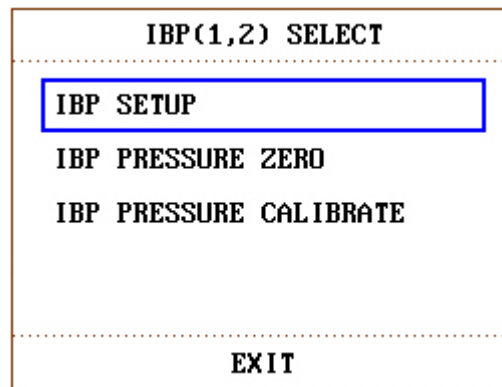 IBP(1,2) SELECT
IBP SETUP
IBP PRESSURE ZERO
IBP PRESSURE CALIBRATE
EXIT